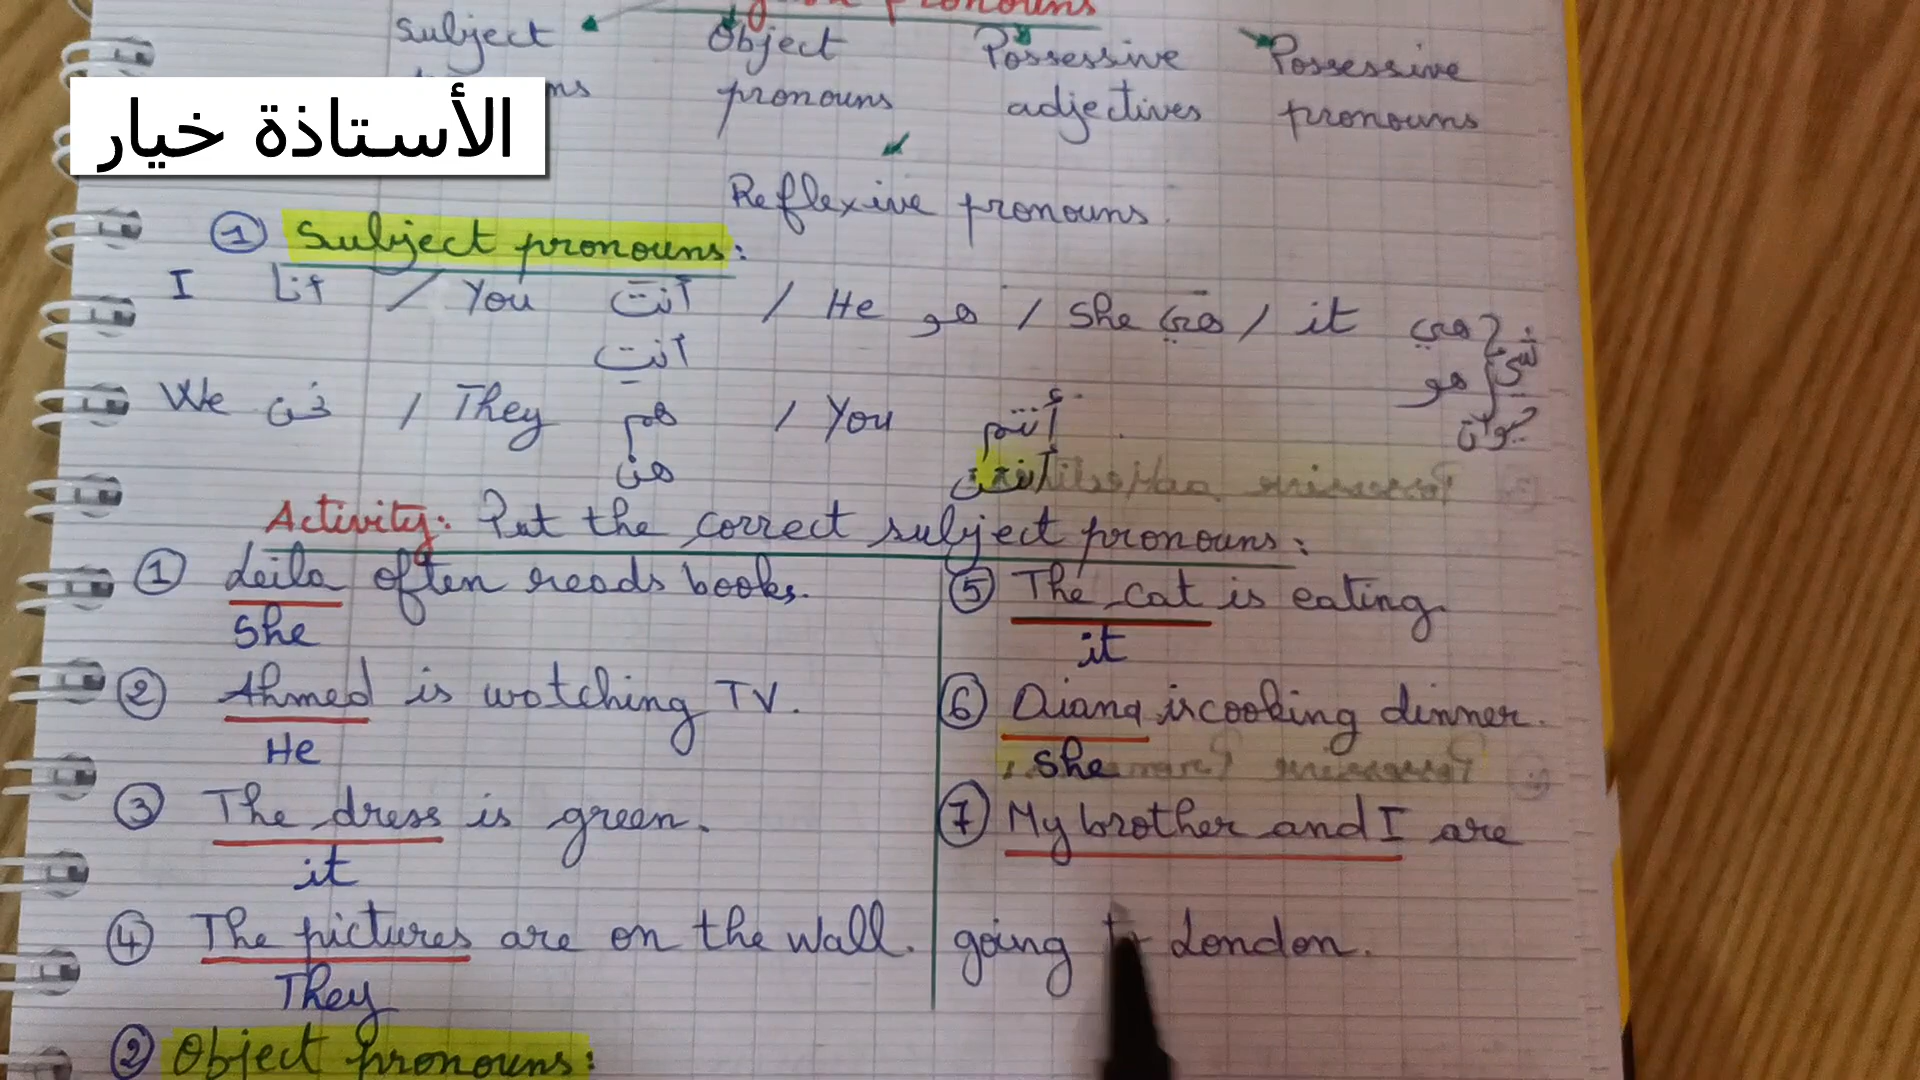 pronouns
subject Object Possessive Possessive
pronouns adjectives pronouns
الأستاذة خيار
Reflexive pronouns.
① Subject pronouns:
I أنا / You أنتَ / He هو / She هي / it هي
أنتِ هو
We نحن / They هم / You أنتم
هن أنتن
Activity: Put the correct subject pronouns:
① Leila often reads books.
She
② Ahmed is watching TV.
He
③ The dress is green.
it
④ The pictures are on the wall.
They
⑤ The cat is eating.
it
⑥ Diana is cooking dinner.
She
⑦ My brother and I are
going London.
② Object pronouns: